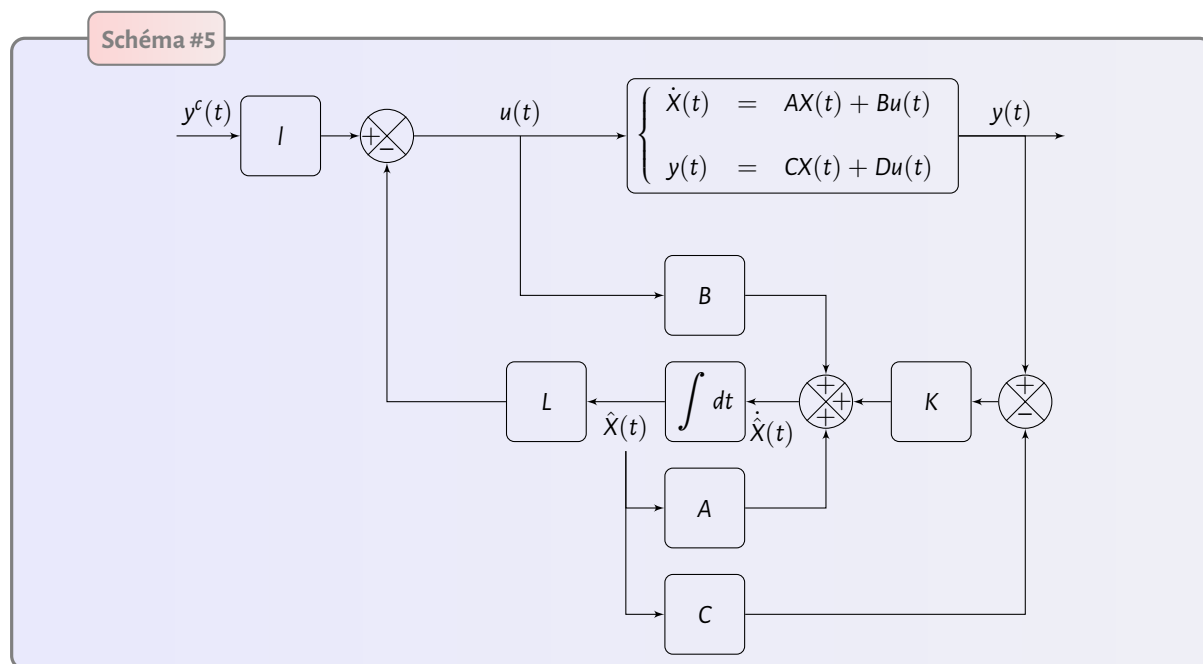 Schéma #5
y^c(t)
l
+
−
u(t)
{ Ẋ(t) = AX(t) + Bu(t)
y(t) = CX(t) + Du(t)
y(t)
B
L
X̂(t)
∫ dt
Ẋ̂(t)
+
+
+
K
+
−
A
C